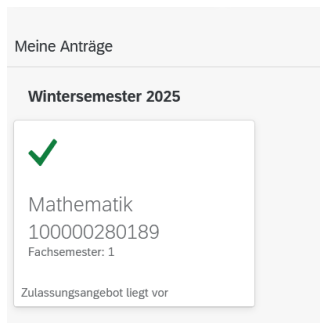 Meine Anträge
Wintersemester 2025
Mathematik
100000280189
Fachsemester: 1
Zulassungsangebot liegt vor